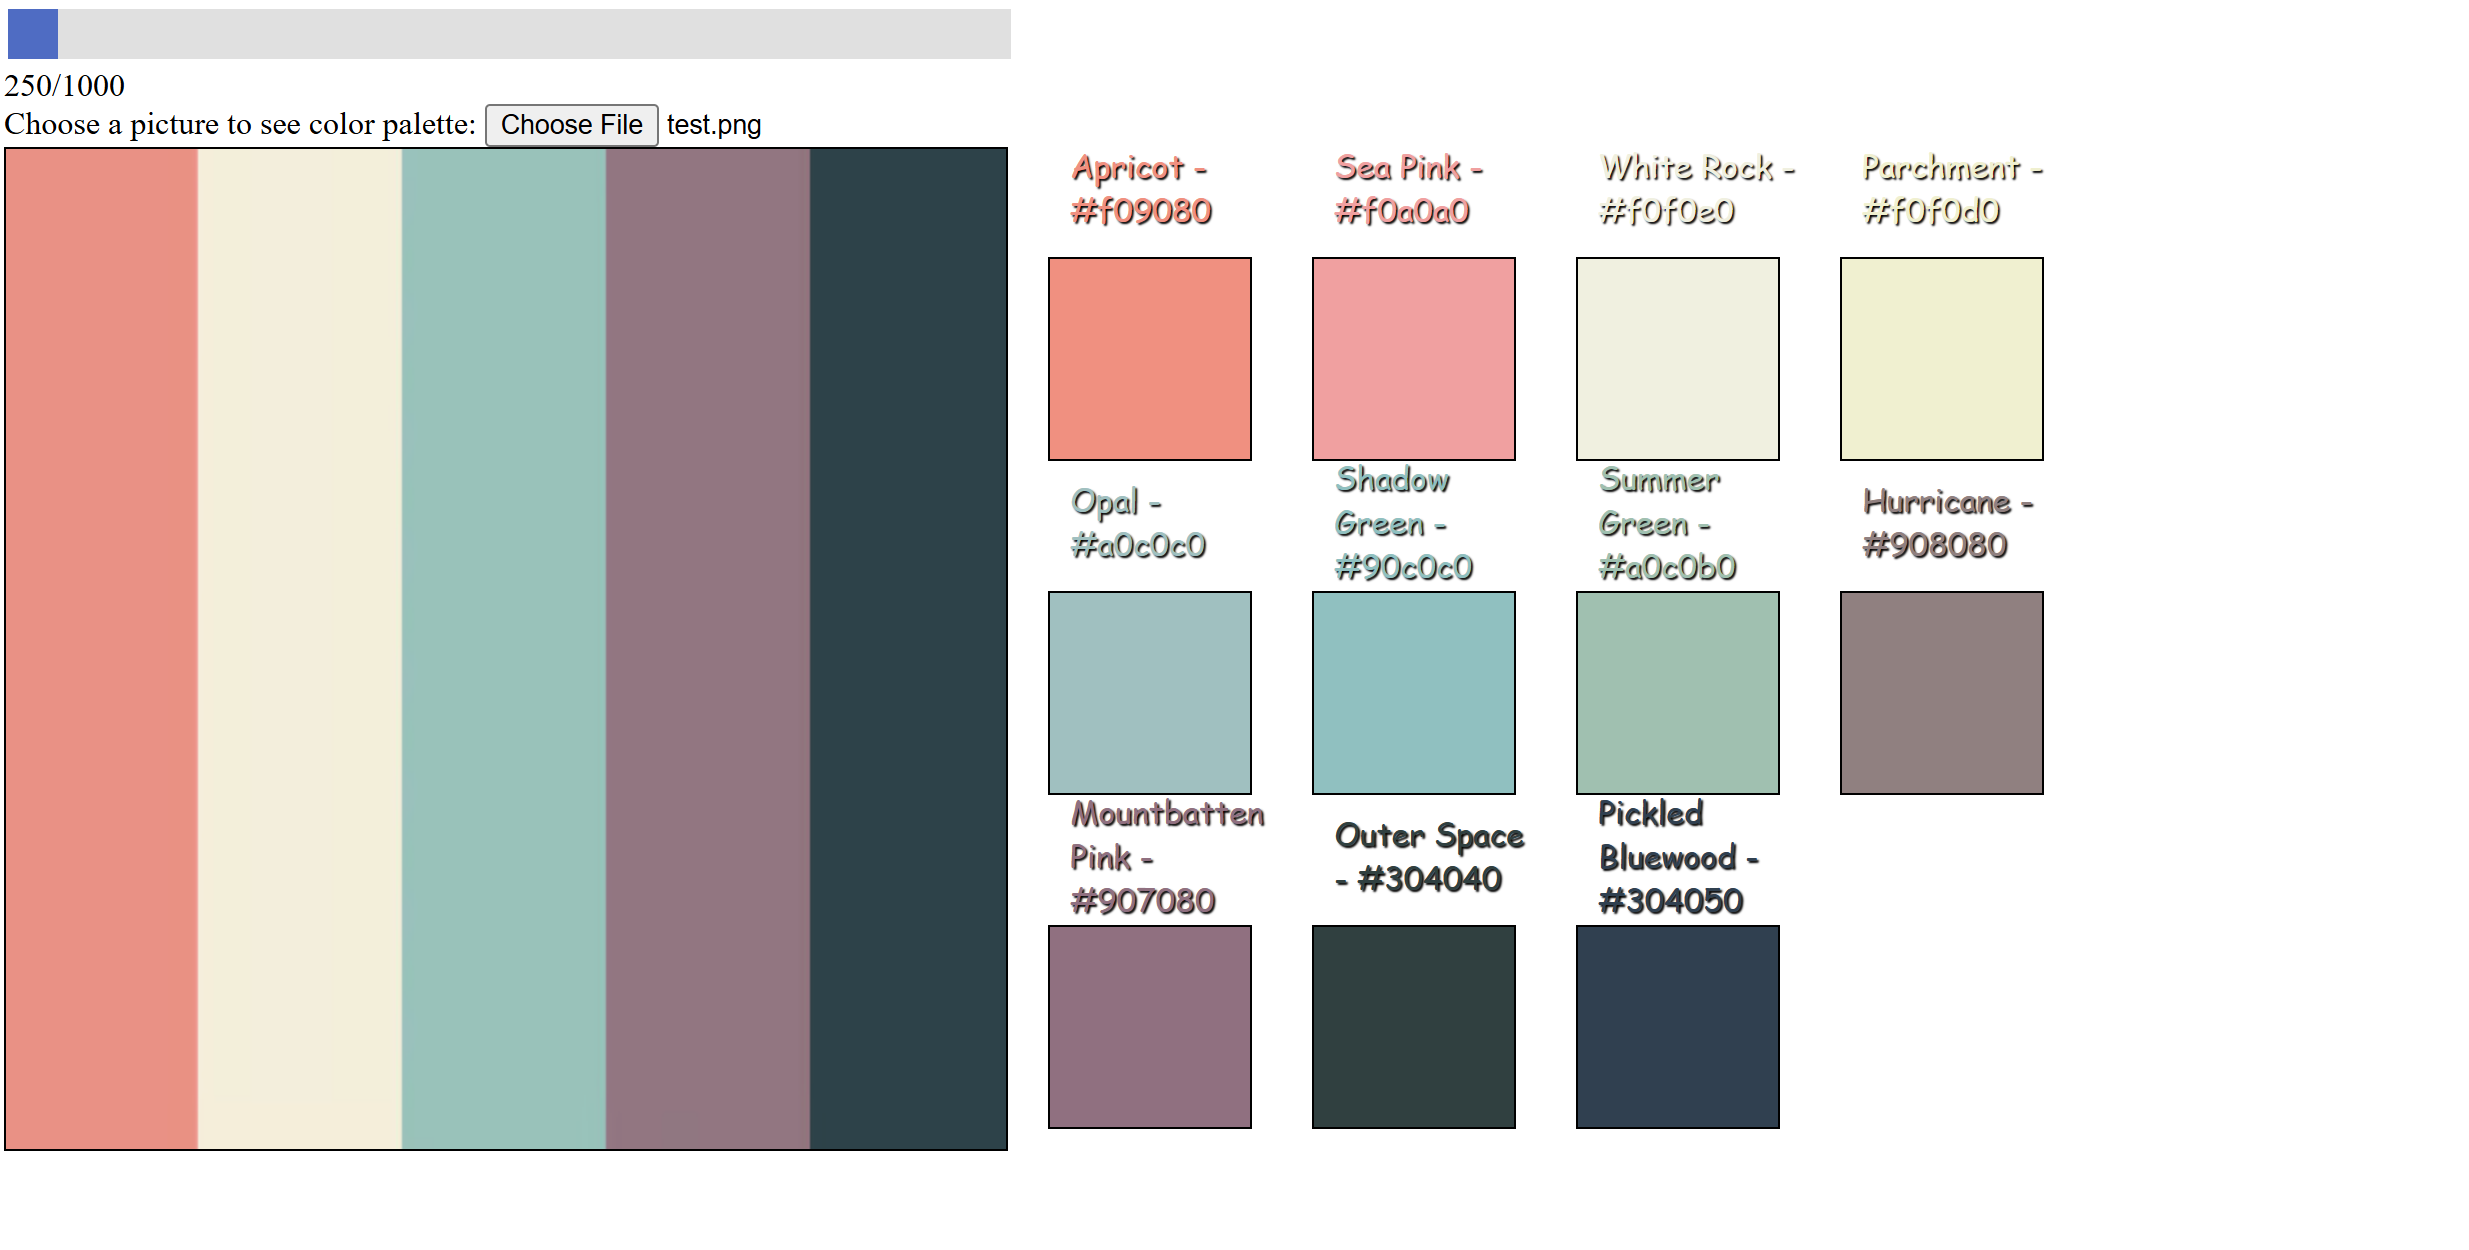 250/1000
Choose a picture to see color palette: Choose File test.png
Apricot -
#f09080
Sea Pink -
#f0a0a0
White Rock -
#f0f0e0
Parchment -
#f0f0d0
Opal -
#a0c0c0
Shadow
Green -
#90c0c0
Summer
Green -
#a0c0b0
Hurricane -
#908080
Mountbatten
Pink -
#907080
Outer Space
- #304040
Pickled
Bluewood -
#304050